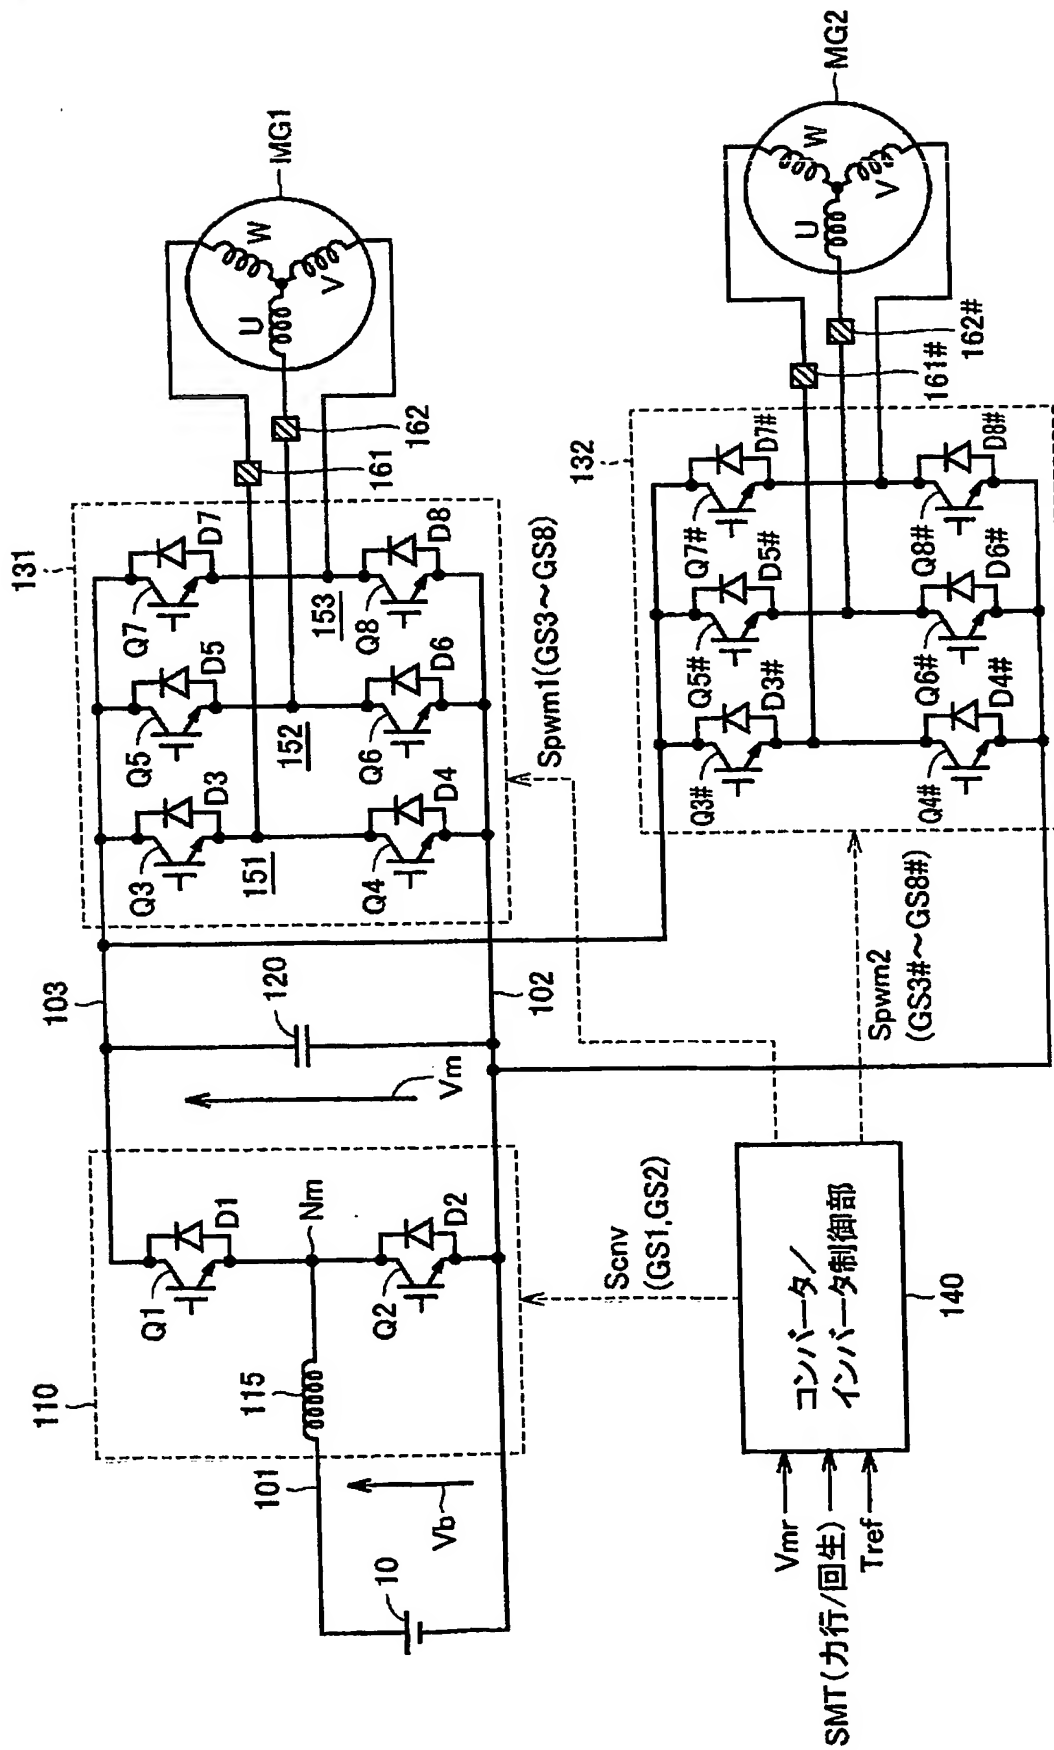 110
101
10
Vb
115
Q1
D1
Nm
Q2
D2
103
120
Vm
102
131
Q3
D3
Q5
D5
Q7
D7
151
152
153
Q4
D4
Q6
D6
Q8
D8
161
162
MG1
U
V
W
Scnv
(GS1,GS2)
Spwm1(GS3〜GS8)
Spwm2
(GS3#〜GS8#)
132
Q3#
D3#
Q5#
D5#
Q7#
D7#
Q4#
D4#
Q6#
D6#
Q8#
D8#
161#
162#
MG2
U
V
W
コンバータ/
インバータ制御部
140
Vmr
SMT(力行/回生)
Tref